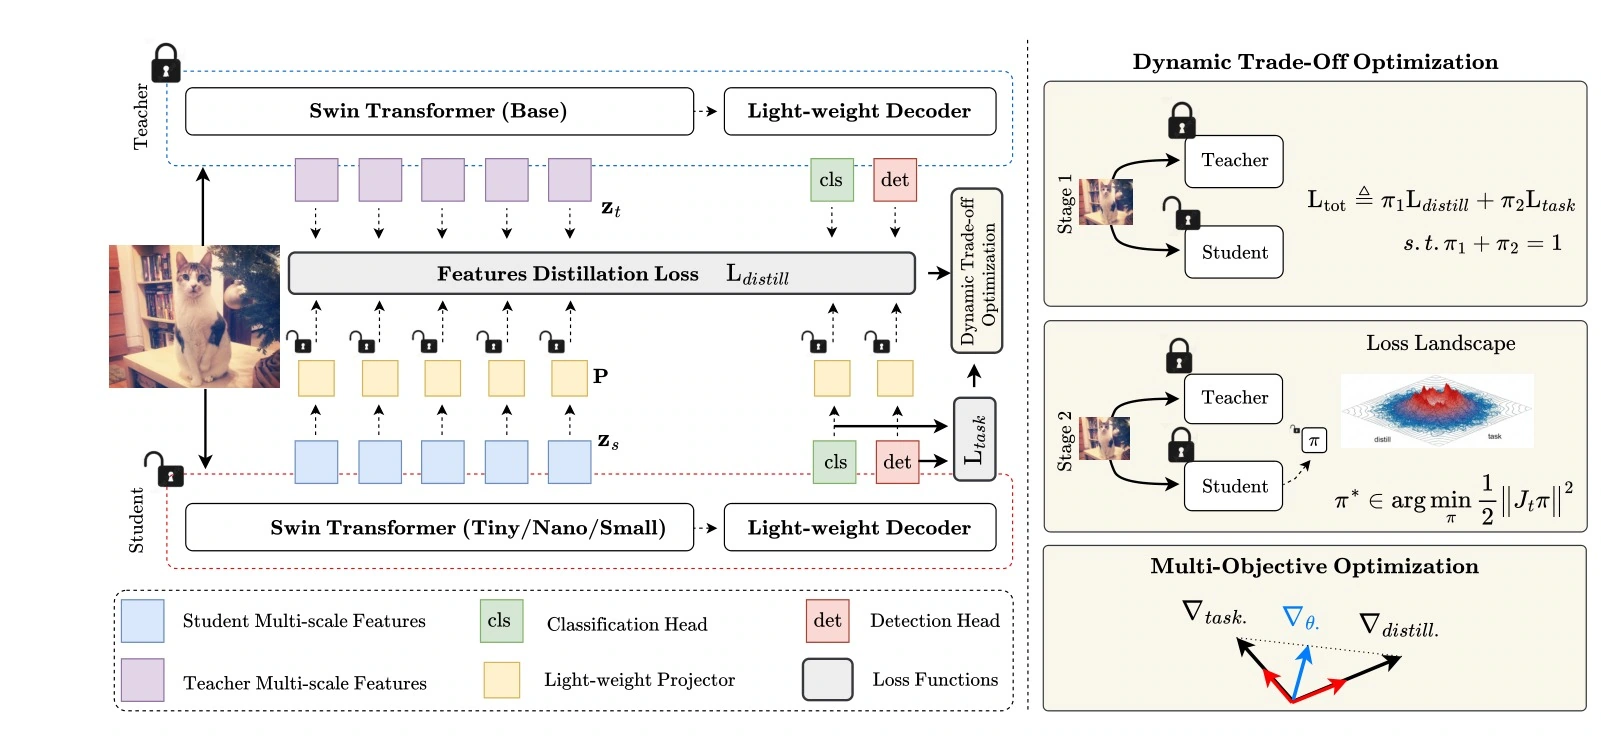 Teacher
Swin Transformer (Base)
Light-weight Decoder
cls
det
z_t
Features Distillation Loss L_distill
Dynamic Trade-off
Optimization
P
z_s
cls
det
L_task
Student
Swin Transformer (Tiny/Nano/Small)
Light-weight Decoder
Student Multi-scale Features
cls
Classification Head
det
Detection Head
Teacher Multi-scale Features
Light-weight Projector
Loss Functions
Dynamic Trade-Off Optimization
Stage 1
Teacher
Student
L_tot ≜ π₁L_distill + π₂L_task
s.t. π₁ + π₂ = 1
Stage 2
Teacher
Student
π
Loss Landscape
distill
task
π* ∈ arg min_π 1/2 ‖J_t π‖²
Multi-Objective Optimization
∇_task.
∇_θ.
∇_distill.